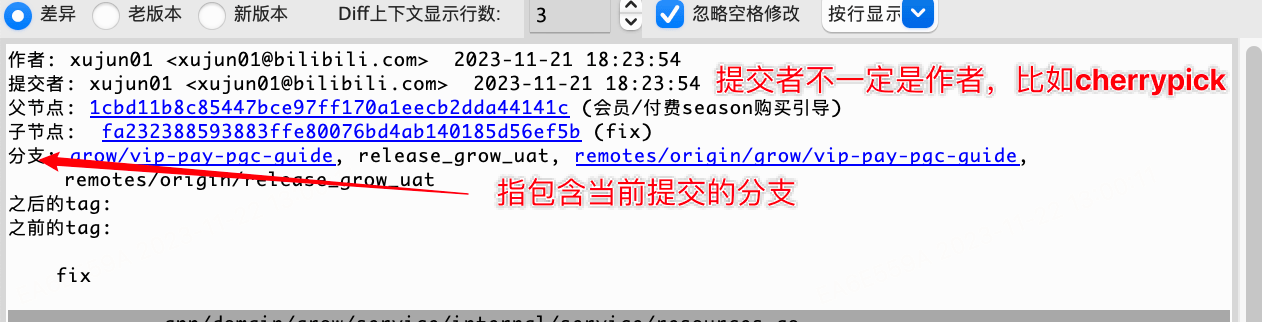 差异 老版本 新版本 Diff上下文显示行数: 3 忽略空格修改 按行显示
作者: xujun01 <xujun01@bilibili.com> 2023-11-21 18:23:54
提交者: xujun01 <xujun01@bilibili.com> 2023-11-21 18:23:54 提交者不一定是作者，比如cherrypick
父节点: 1cbd11b8c85447bce97ff170a1eecb2dda44141c (会员/付费season购买引导)
子节点: fa232388593883ffe80076bd4ab140185d56ef5b (fix)
分支: grow/vip-pay-pgc-guide, release_grow_uat, remotes/origin/grow/vip-pay-pgc-guide,
remotes/origin/release_grow_uat
指包含当前提交的分支
之后的tag:
之前的tag:
fix